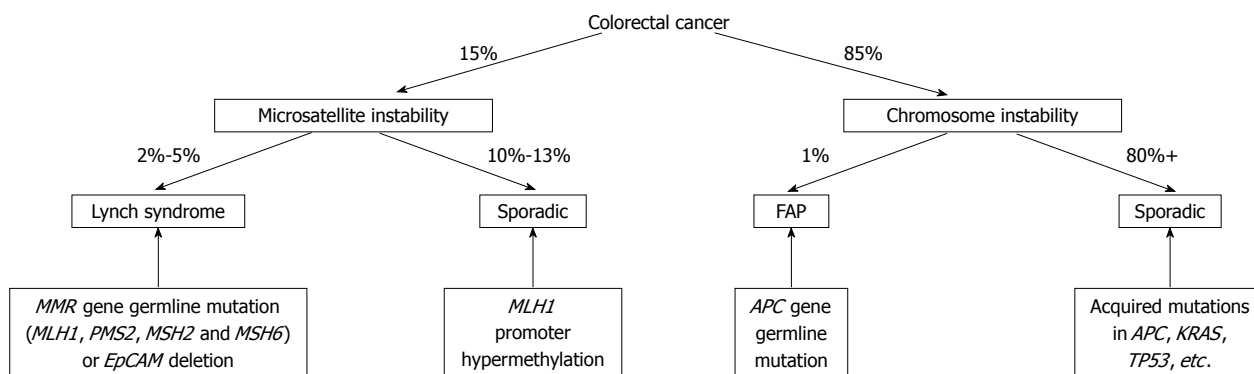 Colorectal cancer
15%
85%
Microsatellite instability
Chromosome instability
2%-5%
10%-13%
1%
80%+
Lynch syndrome
Sporadic
FAP
Sporadic
MMR gene germline mutation
(MLH1, PMS2, MSH2 and MSH6)
or EpCAM deletion
MLH1
promoter
hypermethylation
APC gene
germline
mutation
Acquired mutations
in APC, KRAS,
TP53, etc.